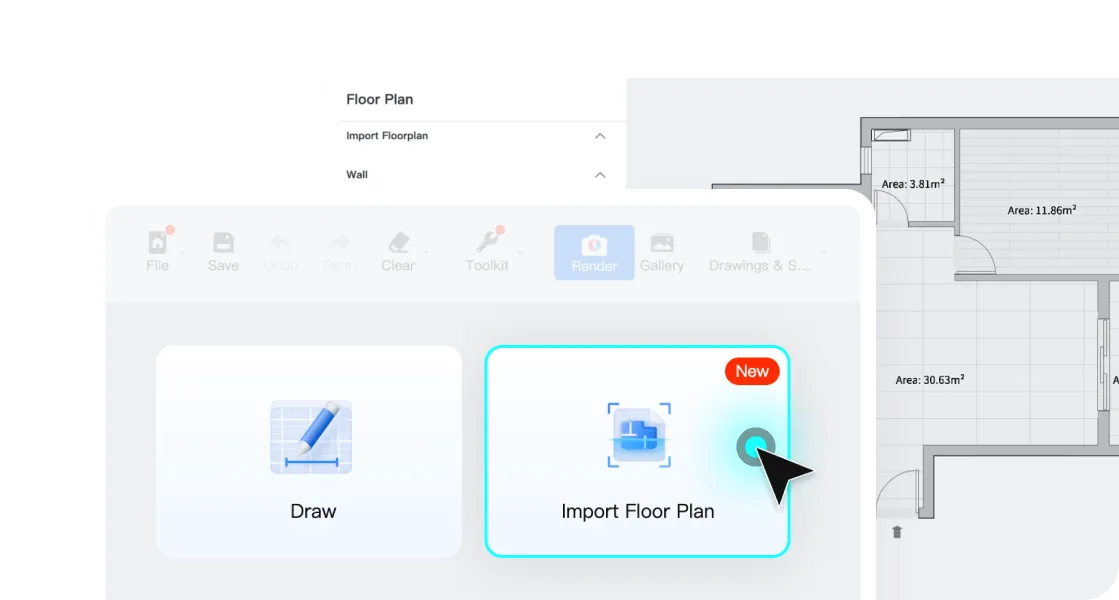 Floor Plan
Import Floorplan
Wall
File
Save
Undo
Redo
Clear
Toolkit
Render
Gallery
Drawings & S...
New
Draw
Import Floor Plan
Area: 3.81m²
Area: 11.86m²
Area: 30.63m²
A